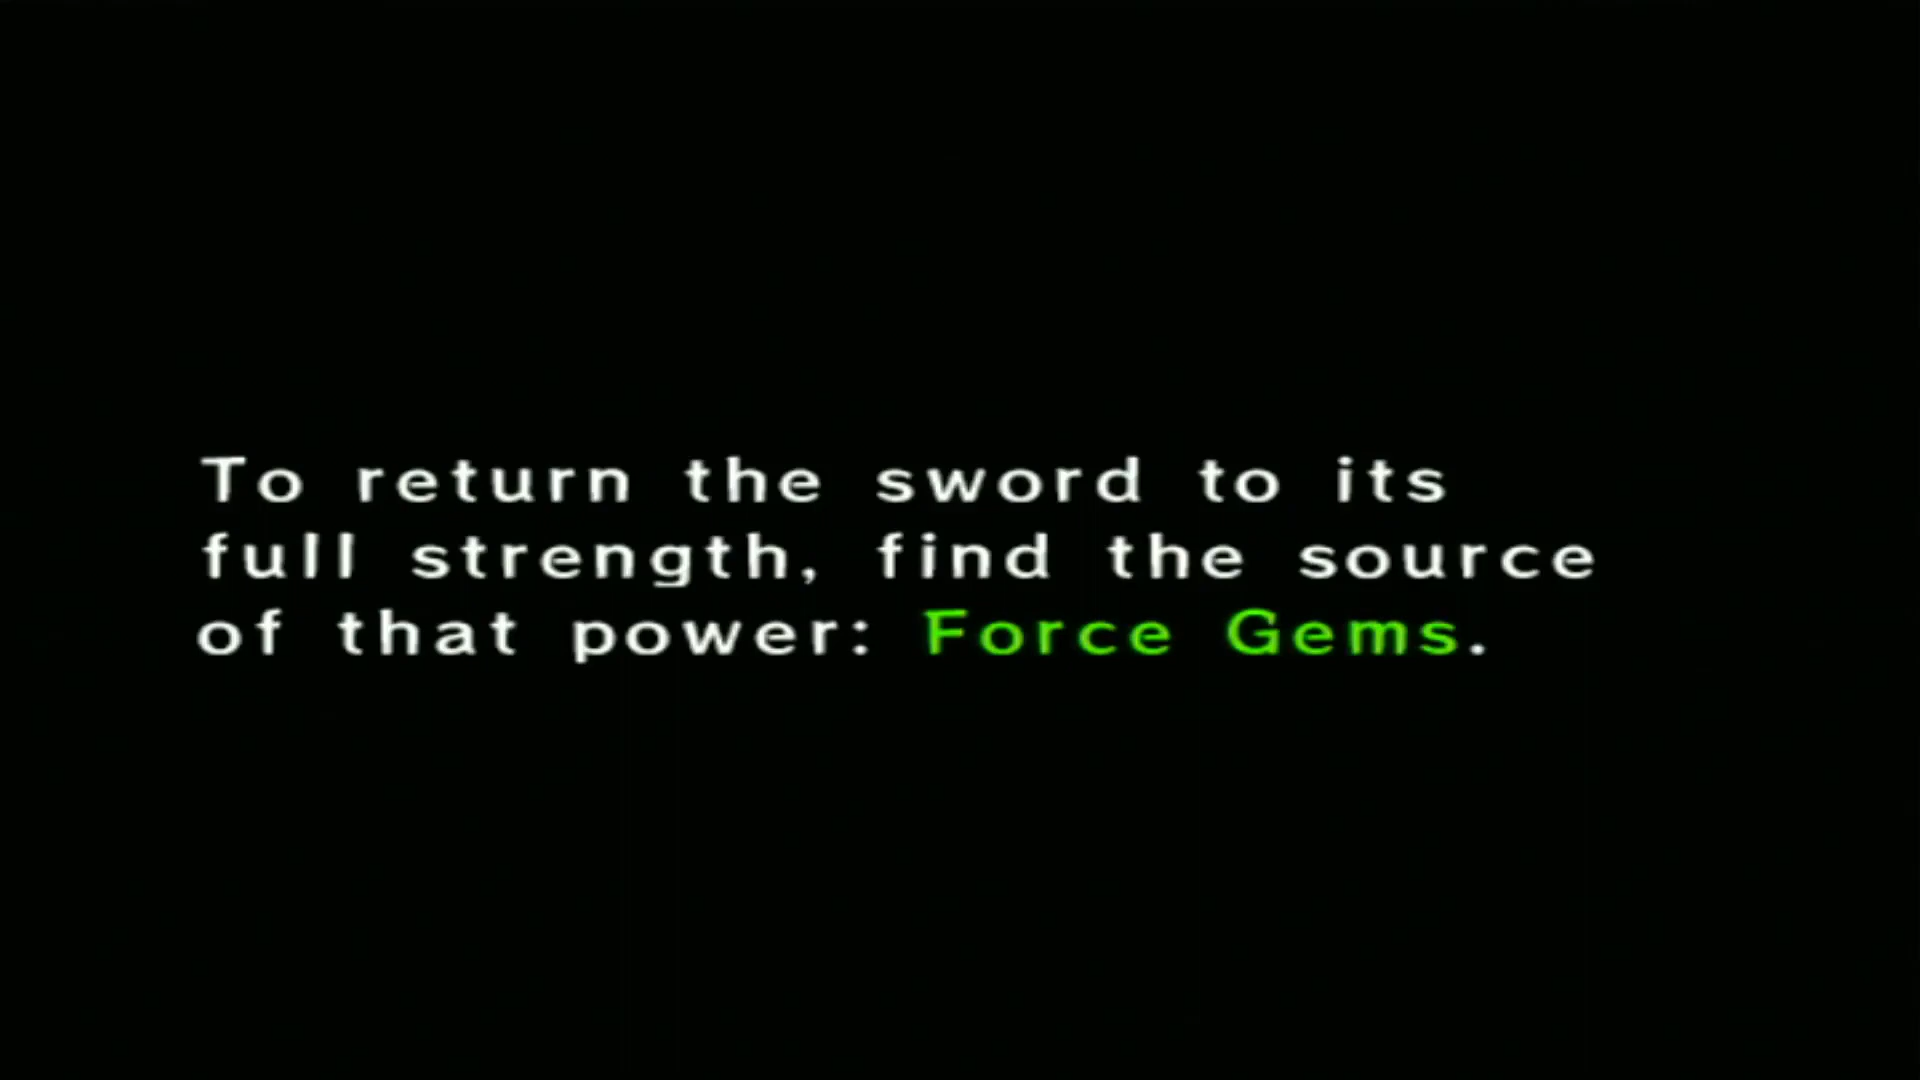 To return the sword to its
full strength, find the source
of that power: Force Gems.